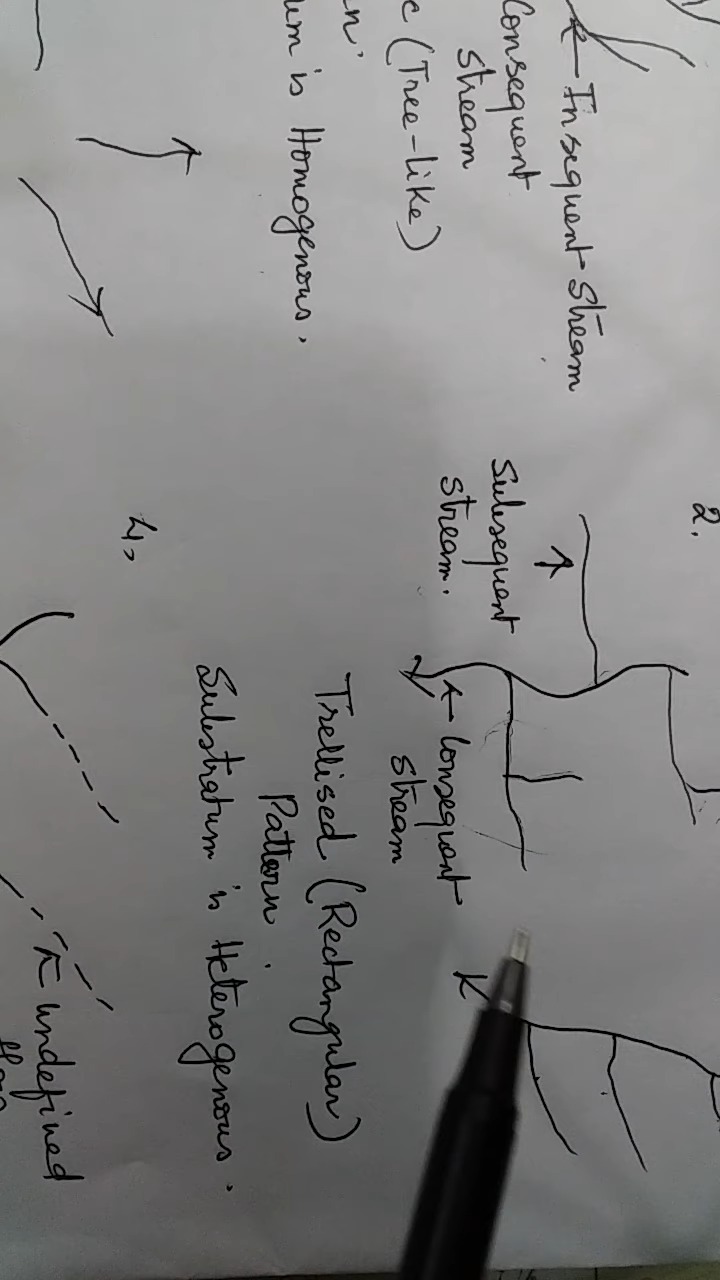 ← Insequent Stream
Consequent
Stream
(Tree-like)
is Homogenous.
2.
Subsequent
Stream.
← Consequent
Stream
Trellised (Rectangular)
Pattern.
Substratum is Heterogenous.
4,
← undefined